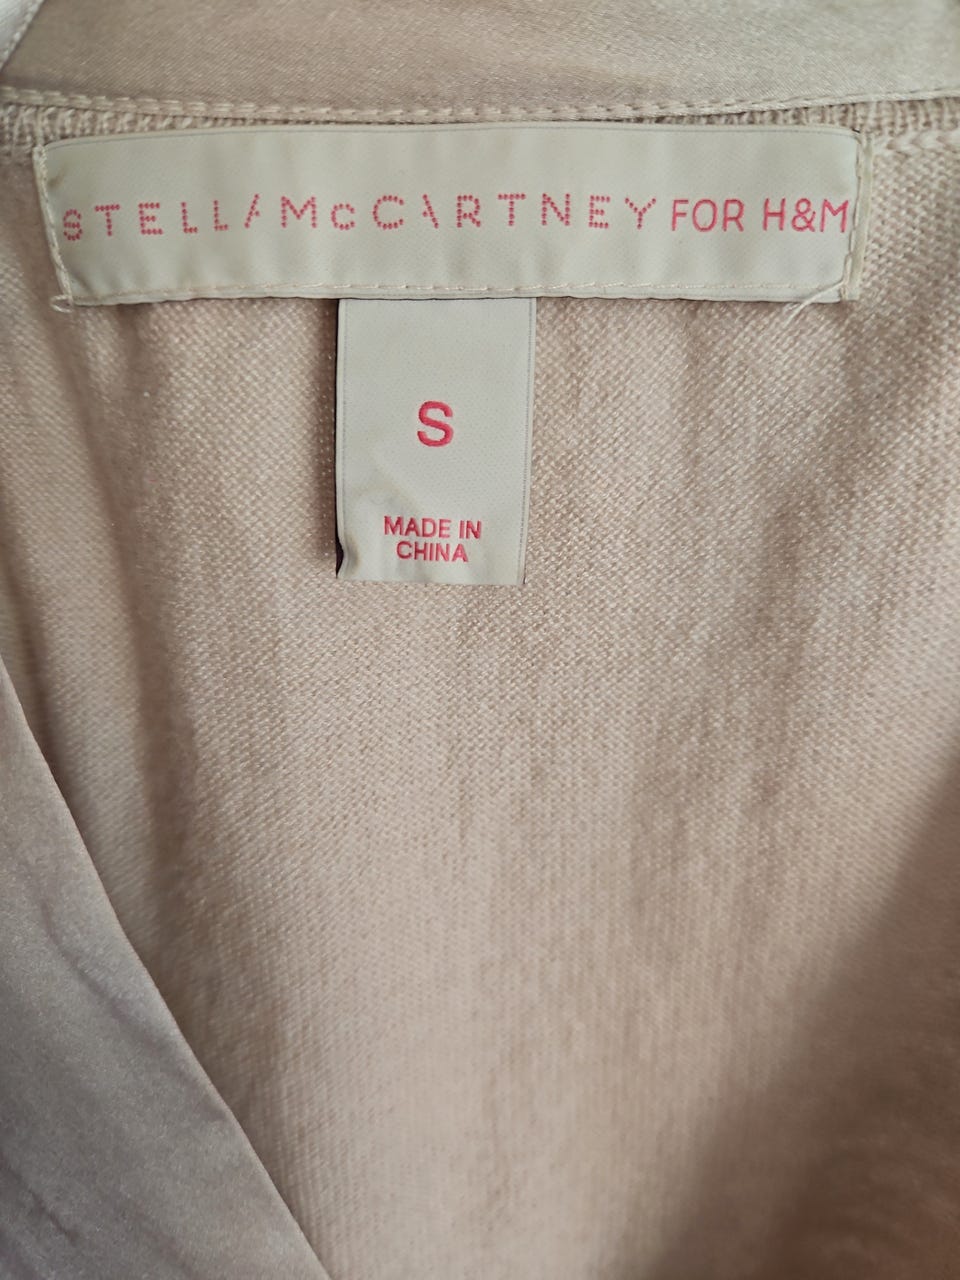 STELLA McCARTNEY FOR H&M
S
MADE IN
CHINA